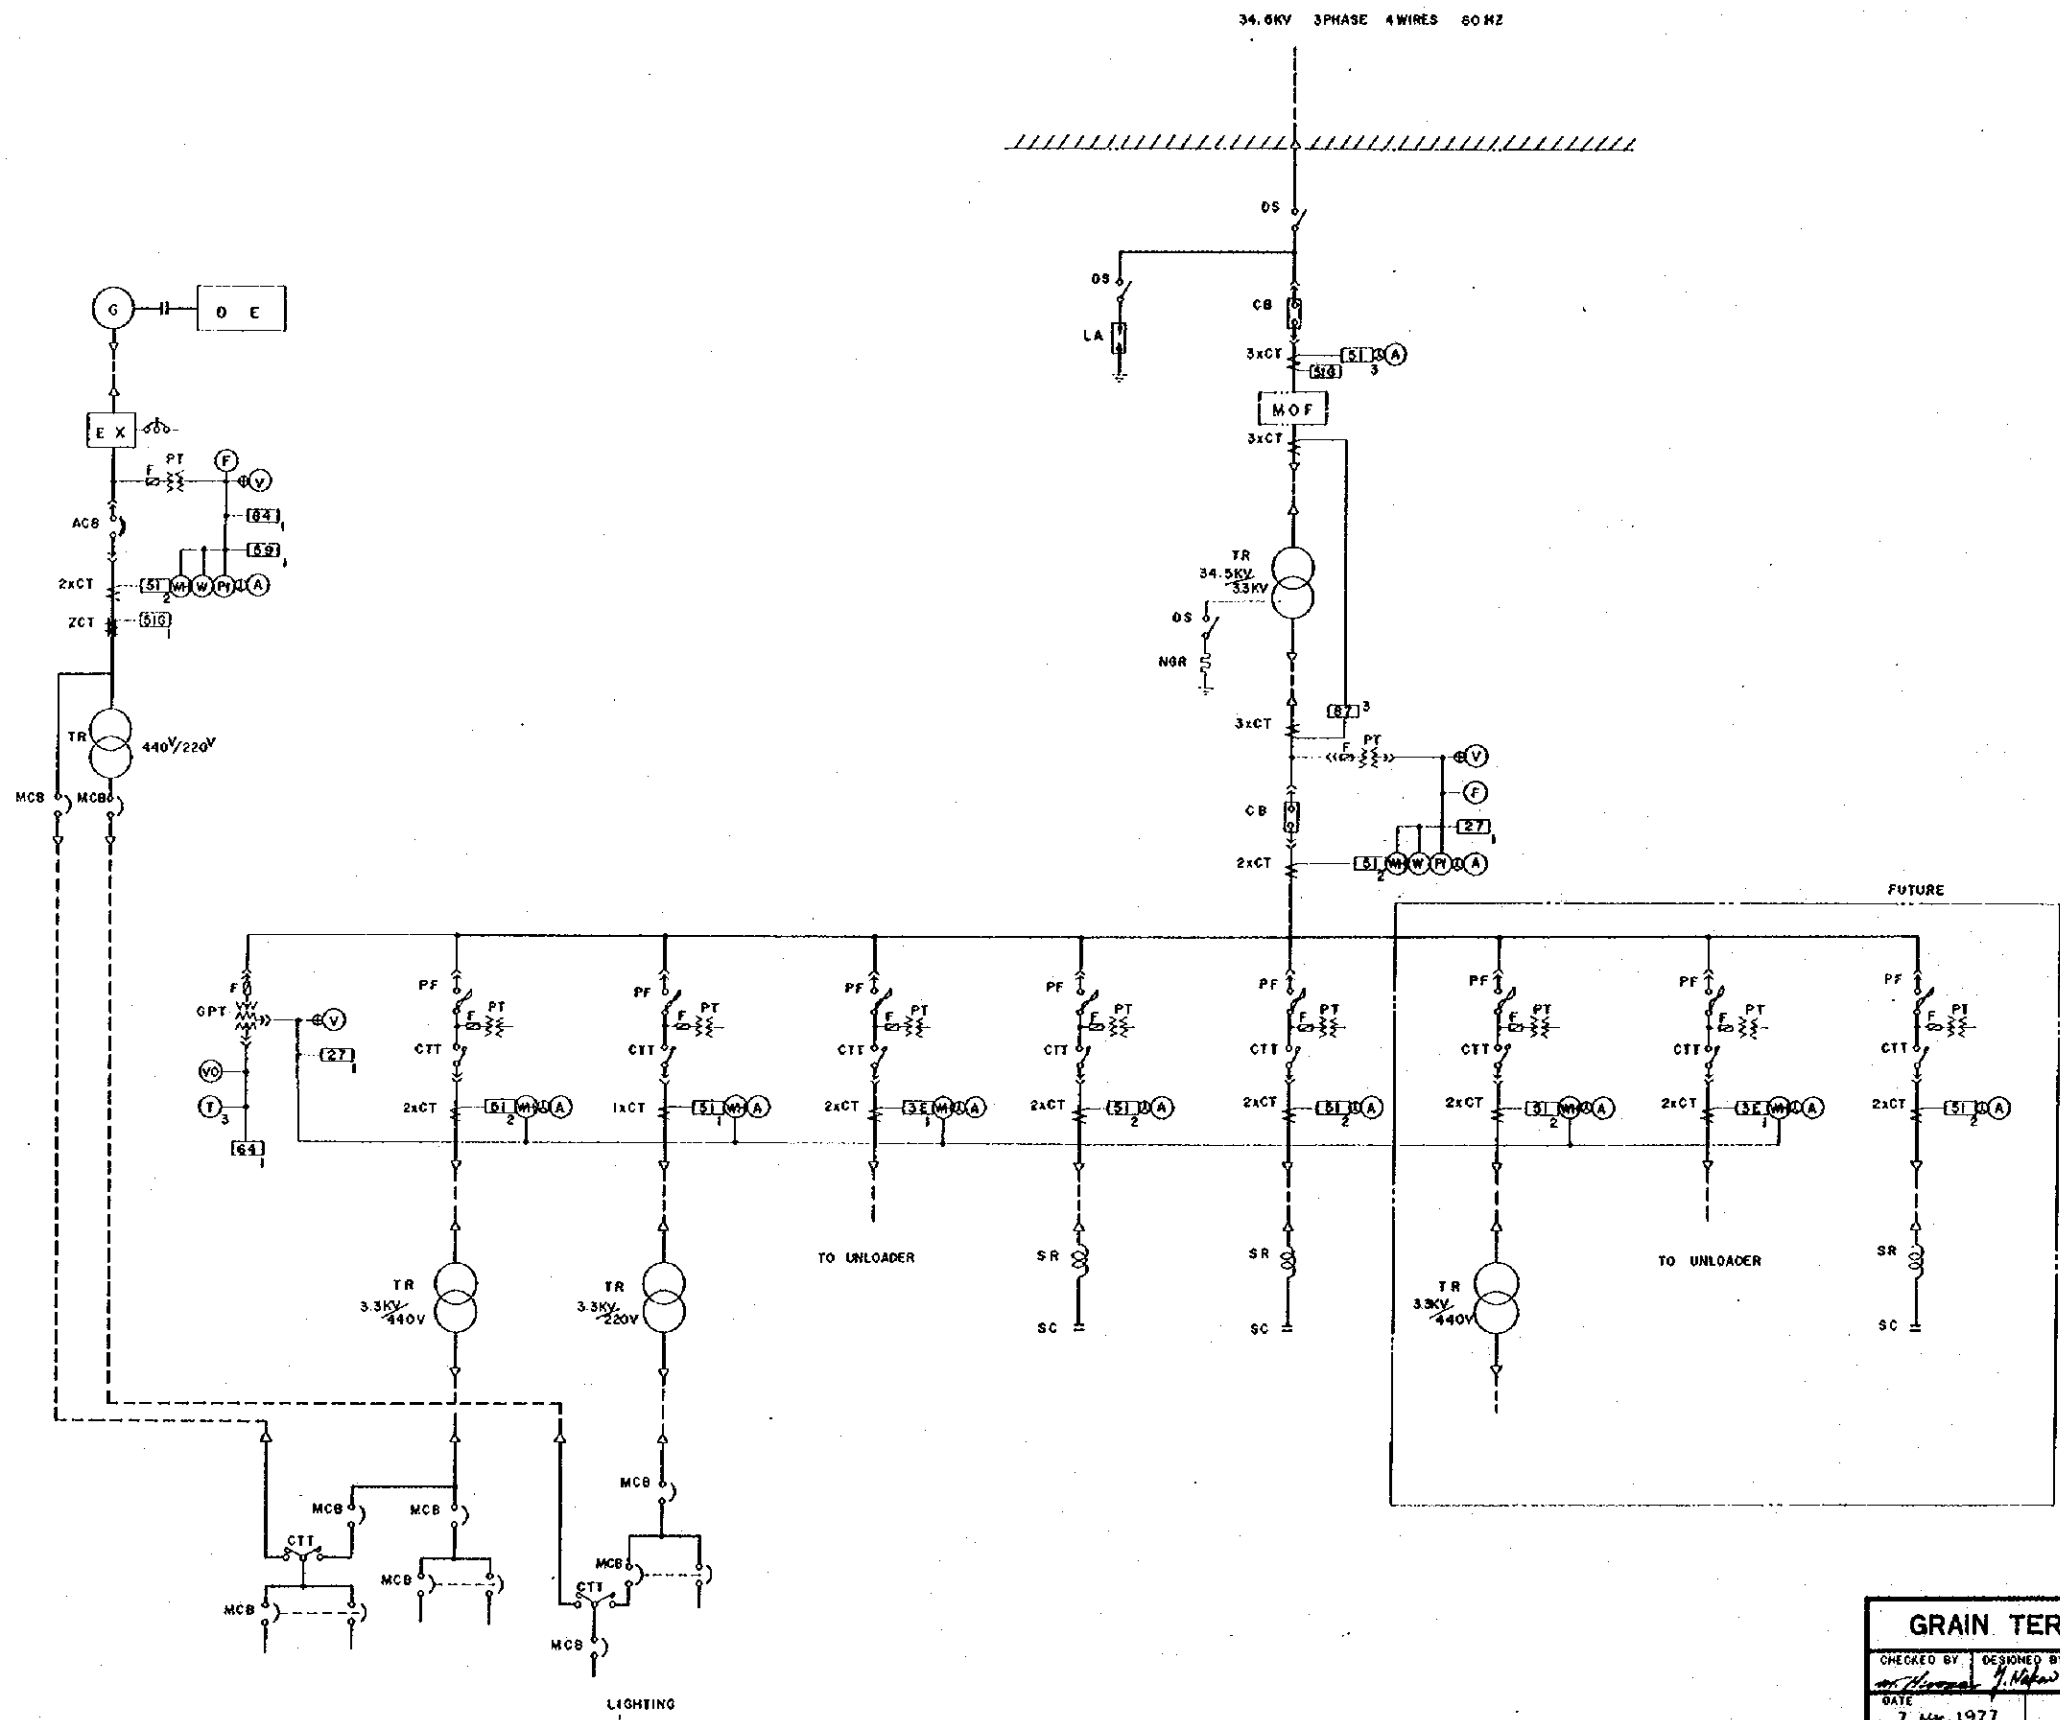 34.5KV 3PHASE 4WIRES 60HZ
DS
DS
CB
LA
3xCT 51 A
3
51G
MOF
3xCT
G
D E
EX
PT
F
F
V
ACB
84
1
59
1
2xCT 51 WH W Pf A
2
ZCT 51G
1
TR
440V/220V
MCB MCB
TR
34.5KV
3.3KV
DS
NGR
3xCT
87 3
F PT
V
F
CB
27
1
2xCT 51 WH W Pf A
2
FUTURE
F
GPT
V
27
1
VO
T
3
64
1
PF PF PF PF PF PF PF PF
F PT F PT F PT F PT F PT F PT F PT F PT
CTT CTT CTT CTT CTT CTT CTT CTT
2xCT 51 WH A 1xCT 51 WH A 2xCT 3E WH A 2xCT 51 A 2xCT 51 A 2xCT 51 WH A 2xCT 3E WH A 2xCT 51 A
2 1 1 2 2 2 1 2
TO UNLOADER
SR
SR
TO UNLOADER
SR
TR
3.3KV
440V
TR
3.3KV
220V
TR
3.3KV
440V
SC
SC
SC
MCB
MCB
MCB
CTT
MCB
MCB
MCB
CTT
MCB
LIGHTING
GRAIN TER
CHECKED BY DESIGNED BY
DATE
7 1977